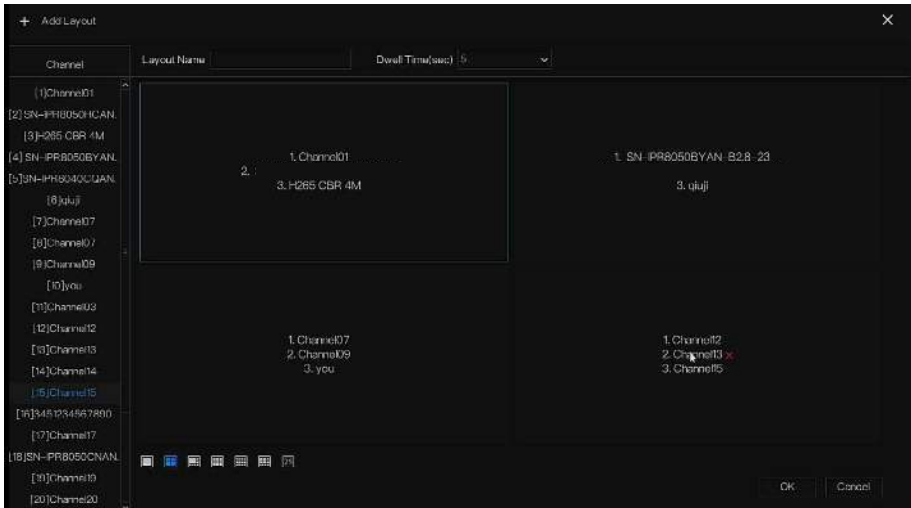 + Add Layout
Channel
Layout Name
Dwell Time(sec) 5
[1]Channel01
[2]SN-IPR8050HCAN.
[3]H265 CBR 4M
[4]SN-IPR8050BYAN.
[5]SN-IPR8040CQAN.
[6]qiuji
[7]Channel07
[8]Channel07
[9]Channel09
[10]you
[11]Channel03
[12]Channel12
[13]Channel13
[14]Channel14
[15]Channel15
[16]3451234567890
[17]Channel17
[18]SN-IPR8050CNAN.
[19]Channel19
[20]Channel20
1. Channel01
2. :
3. H265 CBR 4M
1. SN-IPR8050BYAN-B2.8-23
3. qiuji
1. Channel07
2. Channel09
3. you
1. Channel12
2. Channel13
3. Channel15
OK
Cancel